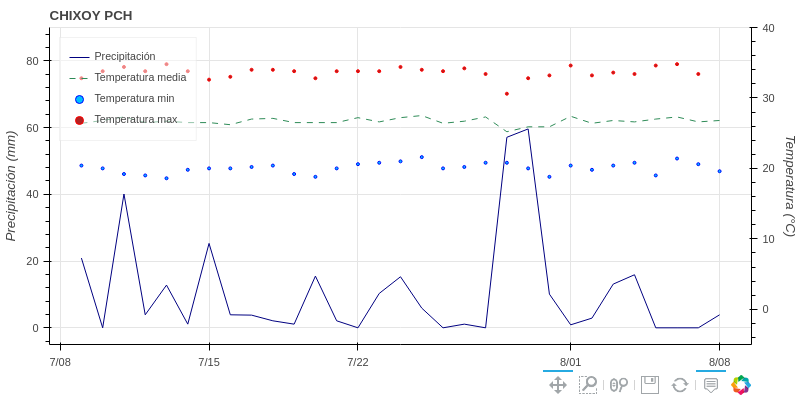 CHIXOY PCH
Precipitación
Temperatura media
Temperatura min
Temperatura max
Precipitación (mm)
80
60
40
20
0
Temperatura (°C)
40
30
20
10
0
7/08
7/15
7/22
8/01
8/08